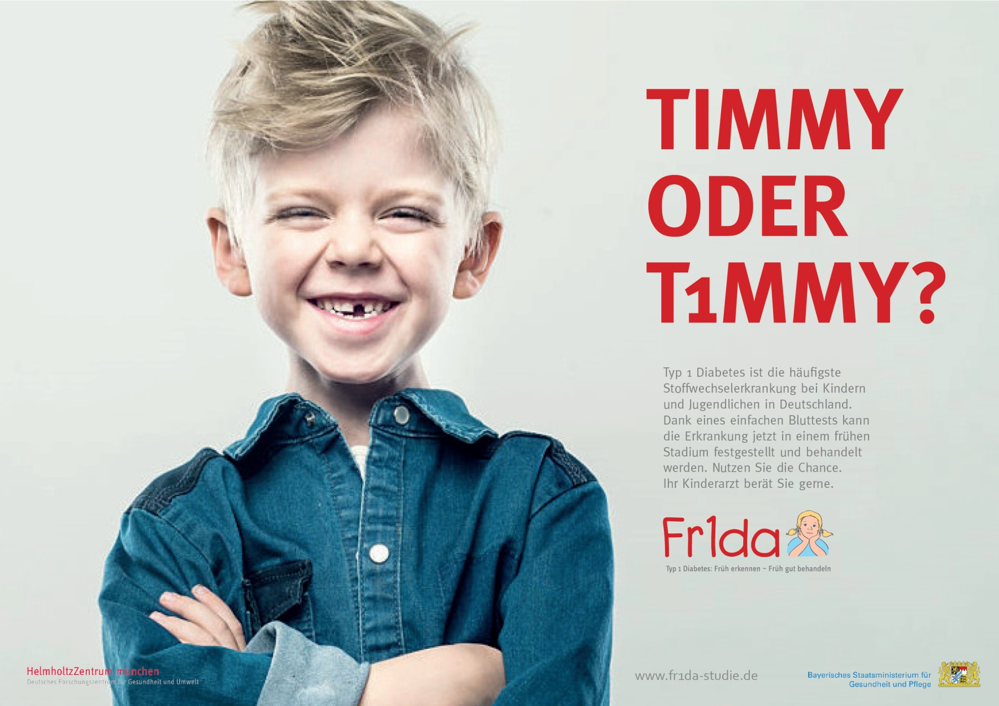 TIMMY
ODER
T1MMY?
Typ 1 Diabetes ist die häufigste
Stoffwechselerkrankung bei Kindern
und Jugendlichen in Deutschland.
Dank eines einfachen Bluttests kann
die Erkrankung jetzt in einem frühen
Stadium festgestellt und behandelt
werden. Nutzen Sie die Chance.
Ihr Kinderarzt berät Sie gerne.
Fr1da
Typ 1 Diabetes: Früh erkennen – Früh gut behandeln
HelmholtzZentrum münchen
Deutsches Forschungszentrum für Gesundheit und Umwelt
www.fr1da-studie.de
Bayerisches Staatsministerium für
Gesundheit und Pflege